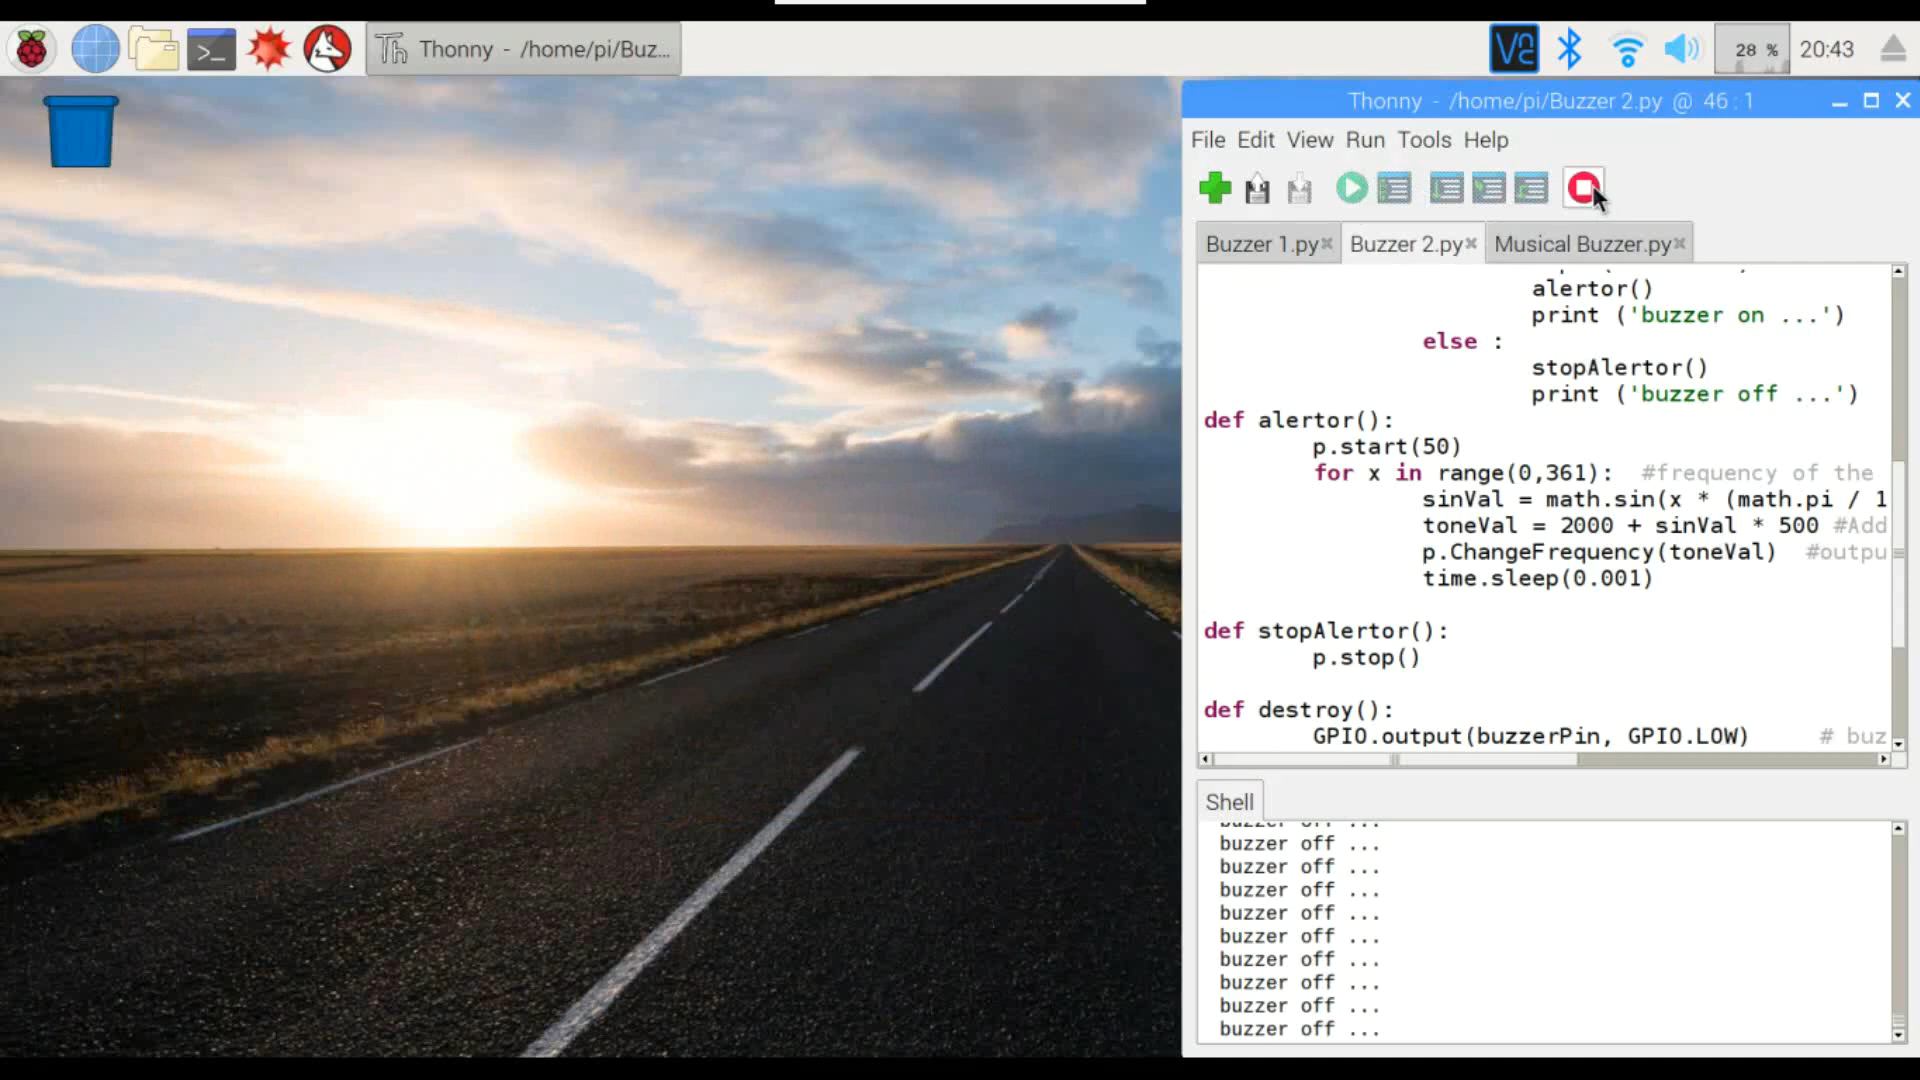 Thonny - /home/pi/Buz...
28 %
20:43
Thonny - /home/pi/Buzzer 2.py @ 46 : 1
File Edit View Run Tools Help
Buzzer 1.py
Buzzer 2.py
Musical Buzzer.py
alertor()
print ('buzzer on ...')
else :
stopAlertor()
print ('buzzer off ...')
def alertor():
p.start(50)
for x in range(0,361): #frequency of the
sinVal = math.sin(x * (math.pi / 1
toneVal = 2000 + sinVal * 500 #Add
p.ChangeFrequency(toneVal) #outpu
time.sleep(0.001)
def stopAlertor():
p.stop()
def destroy():
GPIO.output(buzzerPin, GPIO.LOW) # buz
Shell
buzzer off ...
buzzer off ...
buzzer off ...
buzzer off ...
buzzer off ...
buzzer off ...
buzzer off ...
buzzer off ...
buzzer off ...
buzzer off ...